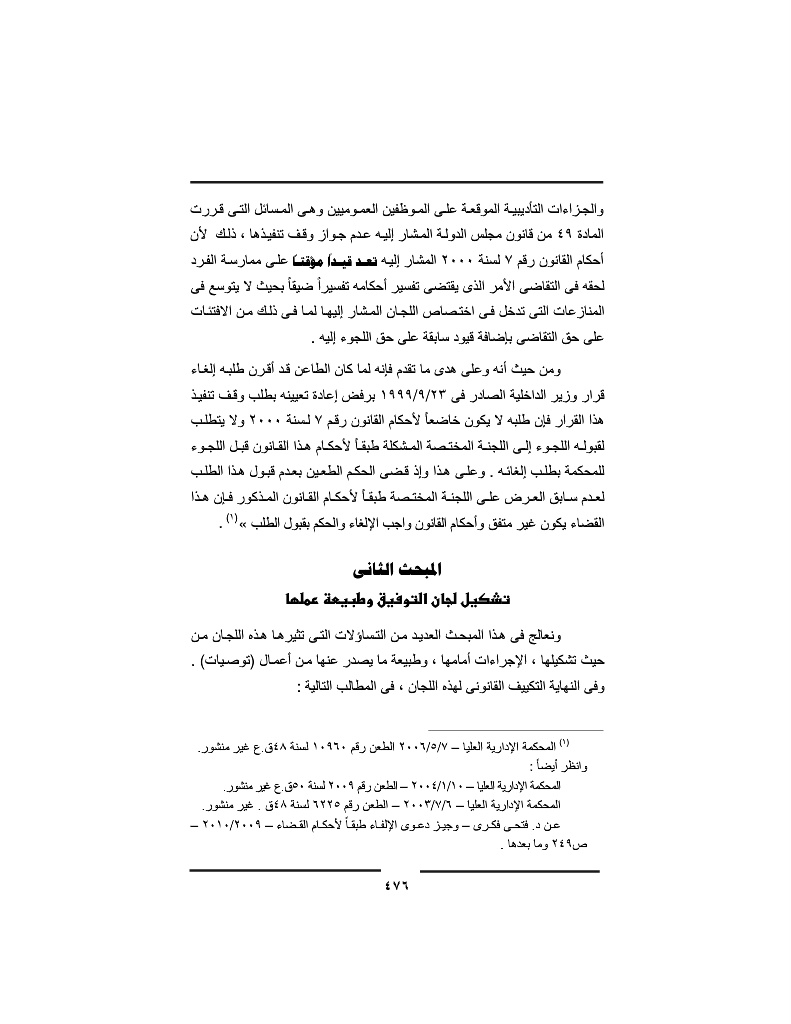 والجزاءات التأديبية الموقعة على الموظفين العموميين وهى المسائل التى قررت
المادة ٤٩ من قانون مجلس الدولة المشار إليه عدم جواز وقف تنفيذها ، ذلك لأن
أحكام القانون رقم ٧ لسنة ٢٠٠٠ المشار إليه تعد قيداً مؤقتاً على ممارسة الفرد
لحقه فى التقاضى الأمر الذى يقتضى تفسير أحكامه تفسيراً ضيقاً بحيث لا يتوسع فى
المنازعات التى تدخل فى اختصاص اللجان المشار إليها لما فى ذلك من الافتئات
على حق التقاضى بإضافة قيود سابقة على حق اللجوء إليه .
ومن حيث أنه وعلى هدى ما تقدم فإنه لما كان الطاعن قد أقرن طلبه إلغاء
قرار وزير الداخلية الصادر فى ١٩٩٩/٩/٢٣ برفض إعادة تعيينه بطلب وقف تنفيذ
هذا القرار فإن طلبه لا يكون خاضعاً لأحكام القانون رقم ٧ لسنة ٢٠٠٠ ولا يتطلب
لقبوله اللجوء إلى اللجنة المختصة المشكلة طبقاً لأحكام هذا القانون قبل اللجوء
للمحكمة بطلب إلغائه . وعلى هذا وإذ قضى الحكم الطعين بعدم قبول هذا الطلب
لعدم سابق العرض على اللجنة المختصة طبقاً لأحكام القانون المذكور فإن هذا
القضاء يكون غير متفق وأحكام القانون واجب الإلغاء والحكم بقبول الطلب »(١) .
المبحث الثانى
تشكيل لجان التوفيق وطبيعة عملها
ونعالج فى هذا المبحث العديد من التساؤلات التى تثيرها هذه اللجان من
حيث تشكيلها ، الإجراءات أمامها ، وطبيعة ما يصدر عنها من أعمال (توصيات) .
وفى النهاية التكييف القانونى لهذه اللجان ، فى المطالب التالية :
(١) المحكمة الإدارية العليا – ٢٠٠٦/٥/٧ الطعن رقم ١٠٩٦٠ لسنة ٤٨ق.ع غير منشور.
وانظر أيضاً :
المحكمة الإدارية العليا – ٢٠٠٤/١/١٠ – الطعن رقم ٢٠٠٩ لسنة ٥٠ق.ع غير منشور.
المحكمة الإدارية العليا – ٢٠٠٣/٧/٦ – الطعن رقم ٦٢٢٥ لسنة ٤٨ق . غير منشور.
عن د. فتحى فكرى – وجيز دعوى الإلغاء طبقاً لأحكام القضاء – ٢٠١٠/٢٠٠٩ –
ص٢٤٩ وما بعدها .
٤٧٦